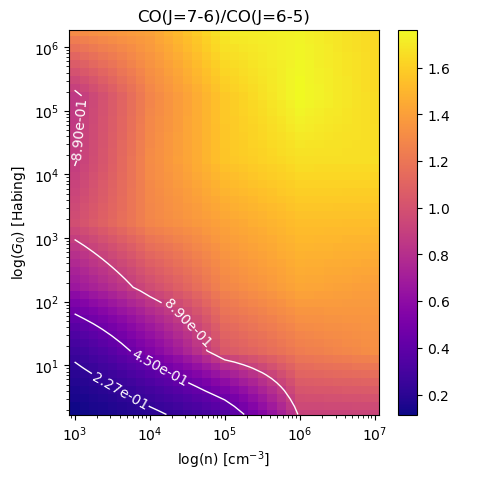 CO(J=7-6)/CO(J=6-5)
10⁶
10⁵
10⁴
10³
10²
10¹
log(G₀) [Habing]
8.90e-01
8.90e-01
4.50e-01
2.27e-01
10³ 10⁴ 10⁵ 10⁶ 10⁷
log(n) [cm⁻³]
1.6
1.4
1.2
1.0
0.8
0.6
0.4
0.2